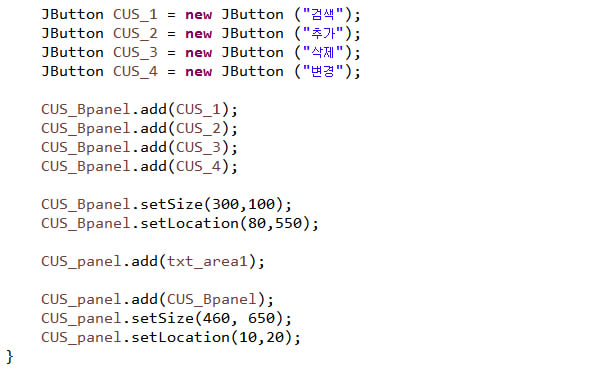 JButton CUS_1 = new JButton ("검색");
JButton CUS_2 = new JButton ("추가");
JButton CUS_3 = new JButton ("삭제");
JButton CUS_4 = new JButton ("변경");
CUS_Bpanel.add(CUS_1);
CUS_Bpanel.add(CUS_2);
CUS_Bpanel.add(CUS_3);
CUS_Bpanel.add(CUS_4);
CUS_Bpanel.setSize(300,100);
CUS_Bpanel.setLocation(80,550);
CUS_panel.add(txt_area1);
CUS_panel.add(CUS_Bpanel);
CUS_panel.setSize(460, 650);
CUS_panel.setLocation(10,20);
}